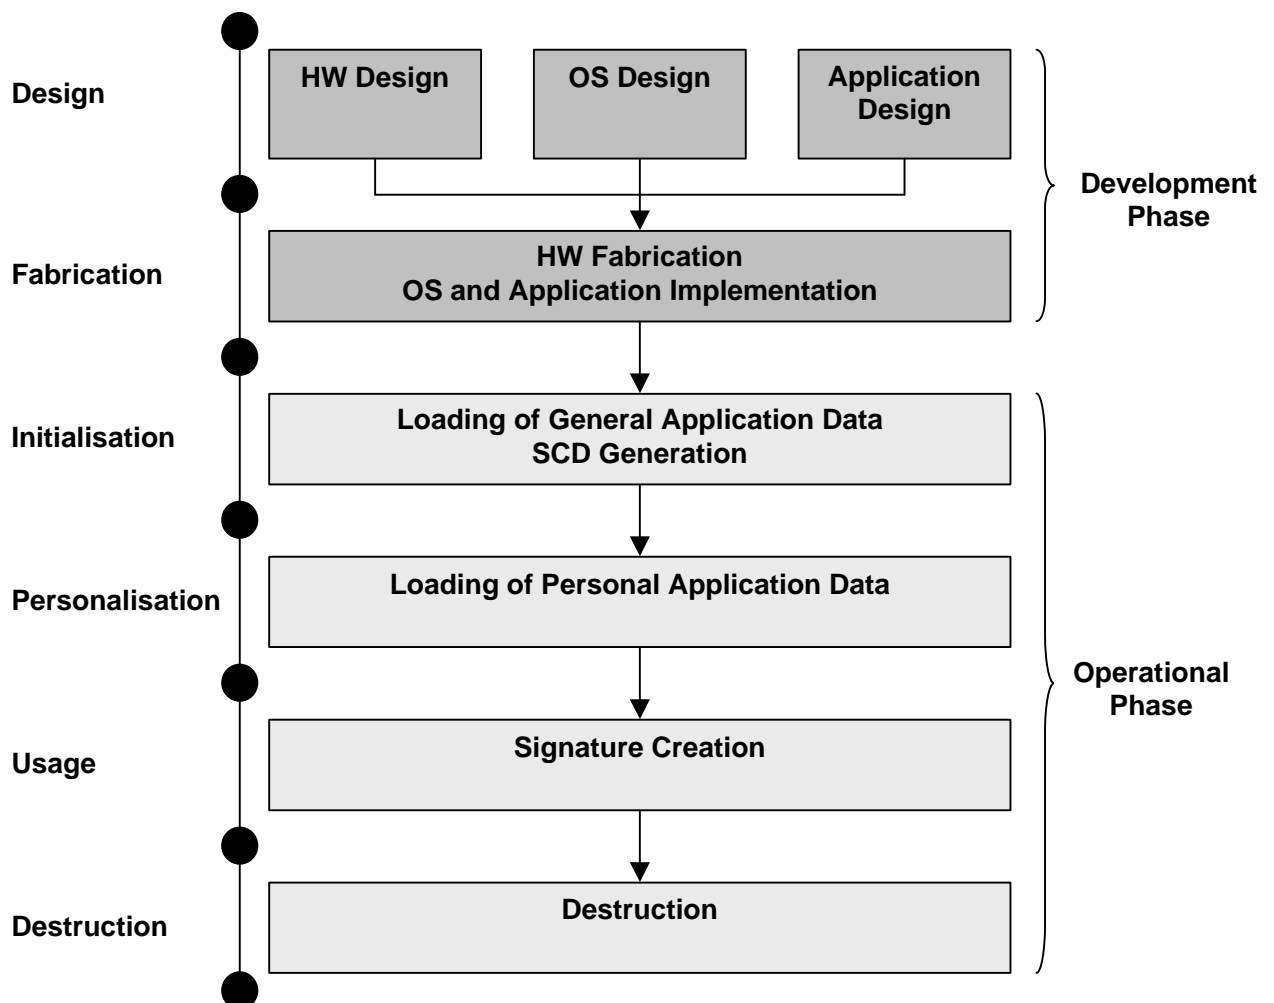 Design
HW Design
OS Design
Application
Design
Development
Phase
Fabrication
HW Fabrication
OS and Application Implementation
Initialisation
Loading of General Application Data
SCD Generation
Personalisation
Loading of Personal Application Data
Operational
Phase
Usage
Signature Creation
Destruction
Destruction